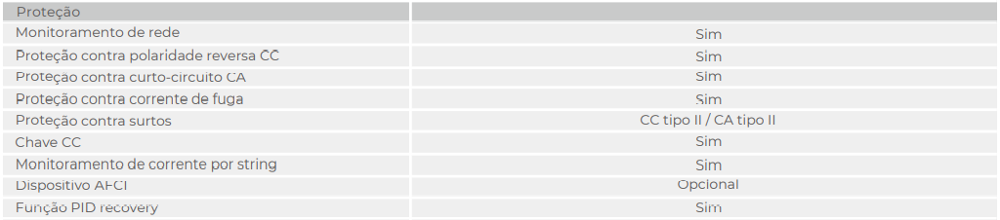 Proteção
Monitoramento de rede Sim
Proteção contra polaridade reversa CC Sim
Proteção contra curto-circuito CA Sim
Proteção contra corrente de fuga Sim
Proteção contra surtos CC tipo II / CA tipo II
Chave CC Sim
Monitoramento de corrente por string Sim
Dispositivo AFCI Opcional
Função PID recovery Sim